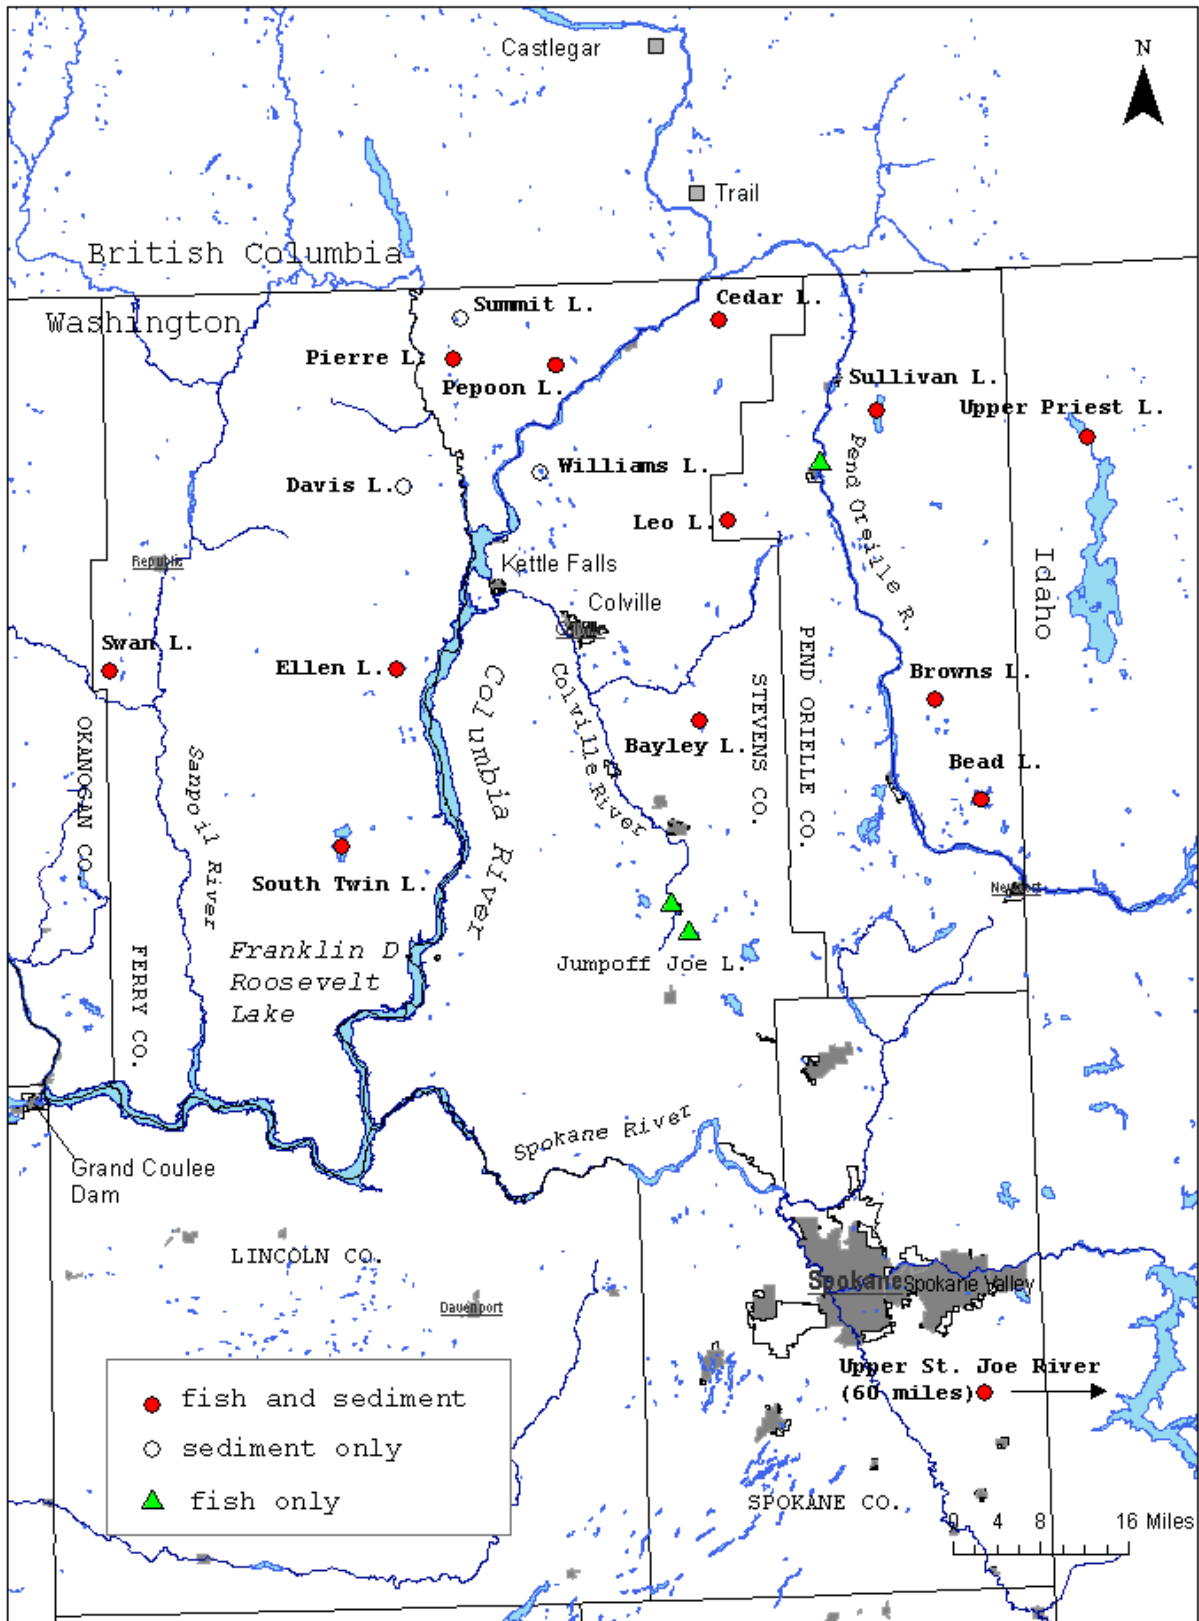 Castlegar
N
Trail
British Columbia
Washington
Summit L.
Cedar L.
Pierre L.
Pepoon L.
Sullivan L.
Upper Priest L.
Williams L.
Davis L.
Leo L.
Pend Oreille R.
Idaho
Republic
Kettle Falls
Colville
Swan L.
Ellen L.
Columbia River
Colville River
Bayley L.
STEVENS CO.
PEND ORIELLE CO.
Browns L.
Bead L.
OKANOGAN CO.
Sanpoil River
South Twin L.
Newport
FERRY CO.
Franklin D
Roosevelt
Lake
Jumpoff Joe L.
Spokane River
Grand Coulee
Dam
LINCOLN CO.
Davenport
Spokane
Spokane Valley
Upper St. Joe River
(60 miles)
fish and sediment
sediment only
fish only
SPOKANE CO.
0 4 8 16 Miles